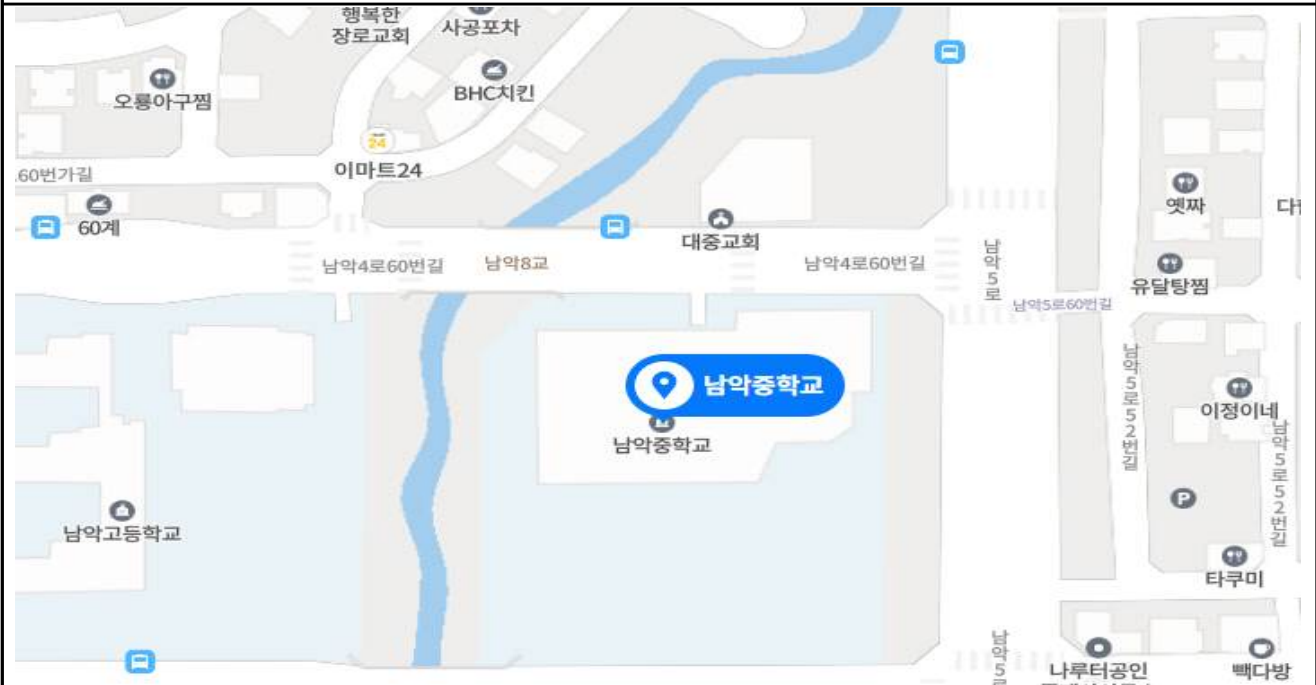 행복한
장로교회
사공포차
BHC치킨
오룡아구찜
24
이마트24
.60번가길
60계
대중교회
옛짜
남악4로60번길
남악8교
남악4로60번길
남악5로
남악5로60번길
유달탕찜
남악중학교
남악중학교
남악5로52번길
이정이네
남악5로52번길
P
남악고등학교
타쿠미
나루터공인
빽다방